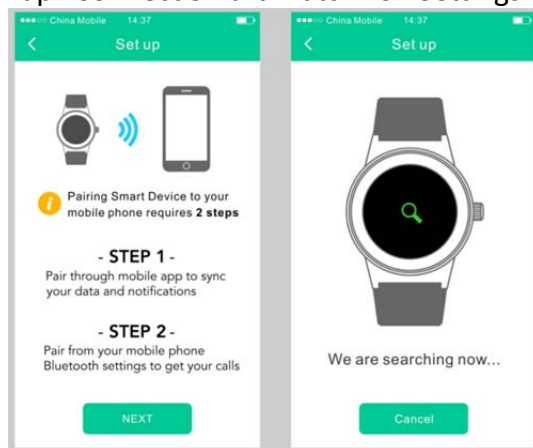 China Mobile 14:37
Set up
i
Pairing Smart Device to your
mobile phone requires 2 steps
- STEP 1 -
Pair through mobile app to sync
your data and notifications
- STEP 2 -
Pair from your mobile phone
Bluetooth settings to get your calls
NEXT
China Mobile 14:37
Set up
We are searching now...
Cancel